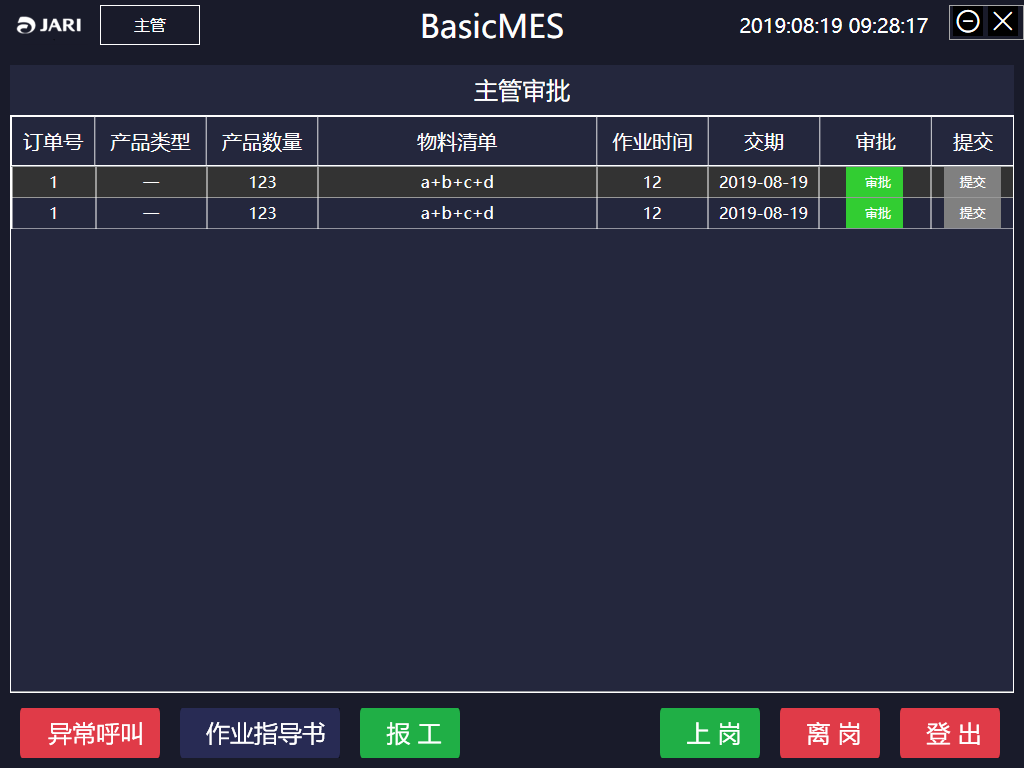 JARI 主管 BasicMES 2019:08:19 09:28:17
主管审批
订单号 产品类型 产品数量 物料清单 作业时间 交期 审批 提交
1 — 123 a+b+c+d 12 2019-08-19 审批 提交
1 — 123 a+b+c+d 12 2019-08-19 审批 提交
异常呼叫 作业指导书 报 工 上 岗 离 岗 登 出